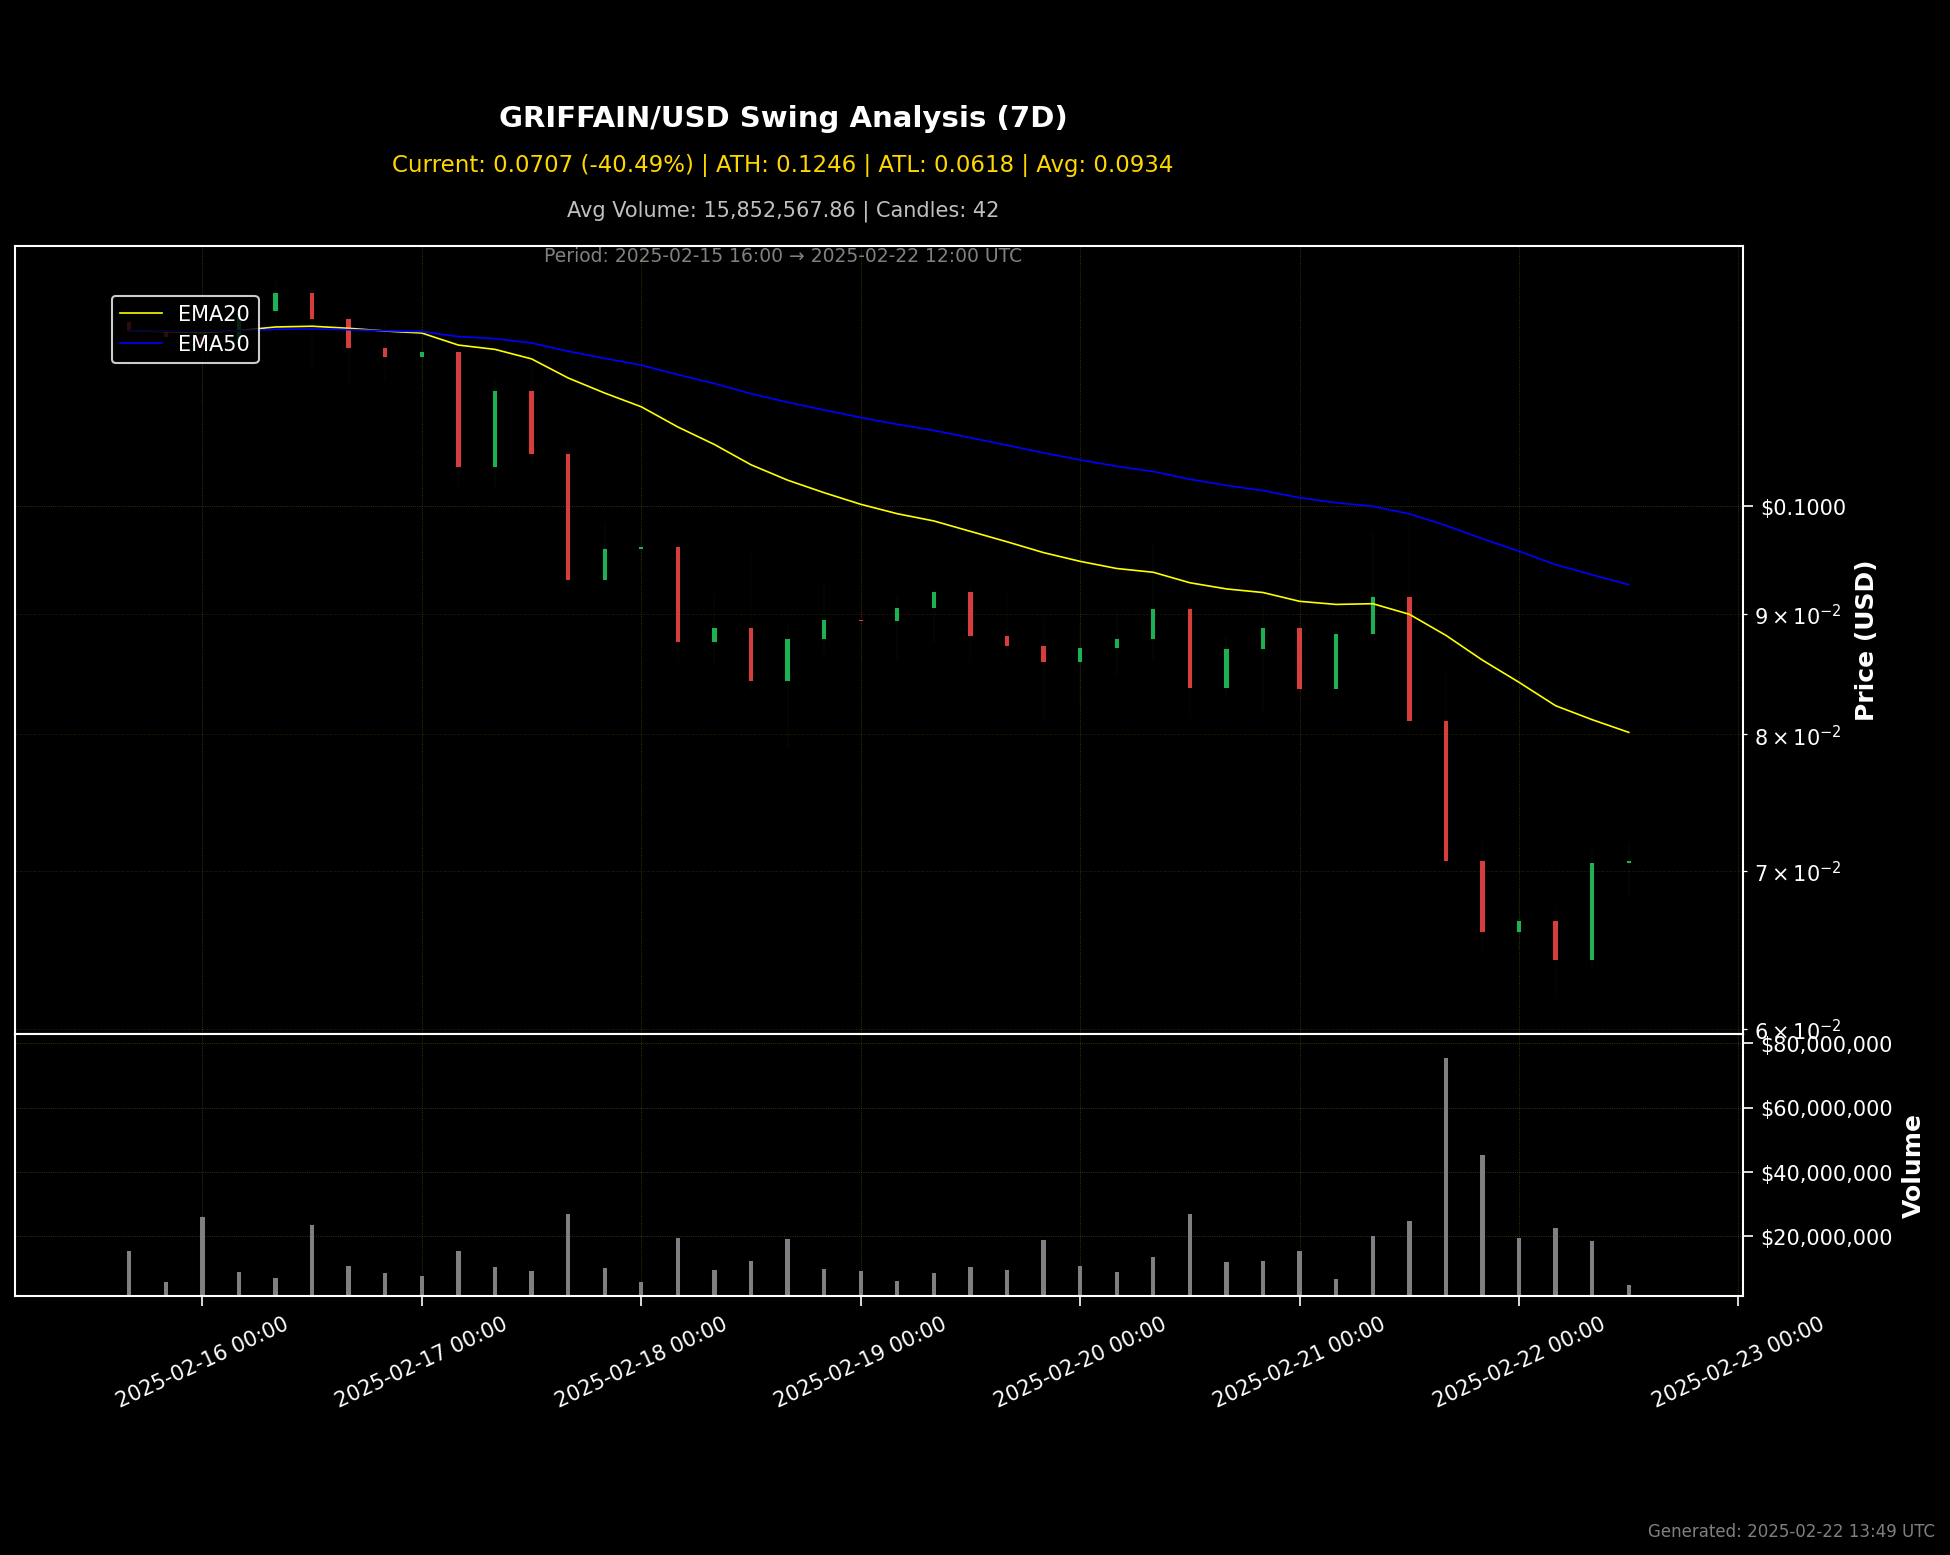 GRIFFAIN/USD Swing Analysis (7D)
Current: 0.0707 (-40.49%) | ATH: 0.1246 | ATL: 0.0618 | Avg: 0.0934
Avg Volume: 15,852,567.86 | Candles: 42
Period: 2025-02-15 16:00 → 2025-02-22 12:00 UTC
EMA20
EMA50
$0.1000
9 × 10⁻²
8 × 10⁻²
7 × 10⁻²
6 × 10⁻²
Price (USD)
$80,000,000
$60,000,000
$40,000,000
$20,000,000
Volume
2025-02-16 00:00
2025-02-17 00:00
2025-02-18 00:00
2025-02-19 00:00
2025-02-20 00:00
2025-02-21 00:00
2025-02-22 00:00
2025-02-23 00:00
Generated: 2025-02-22 13:49 UTC